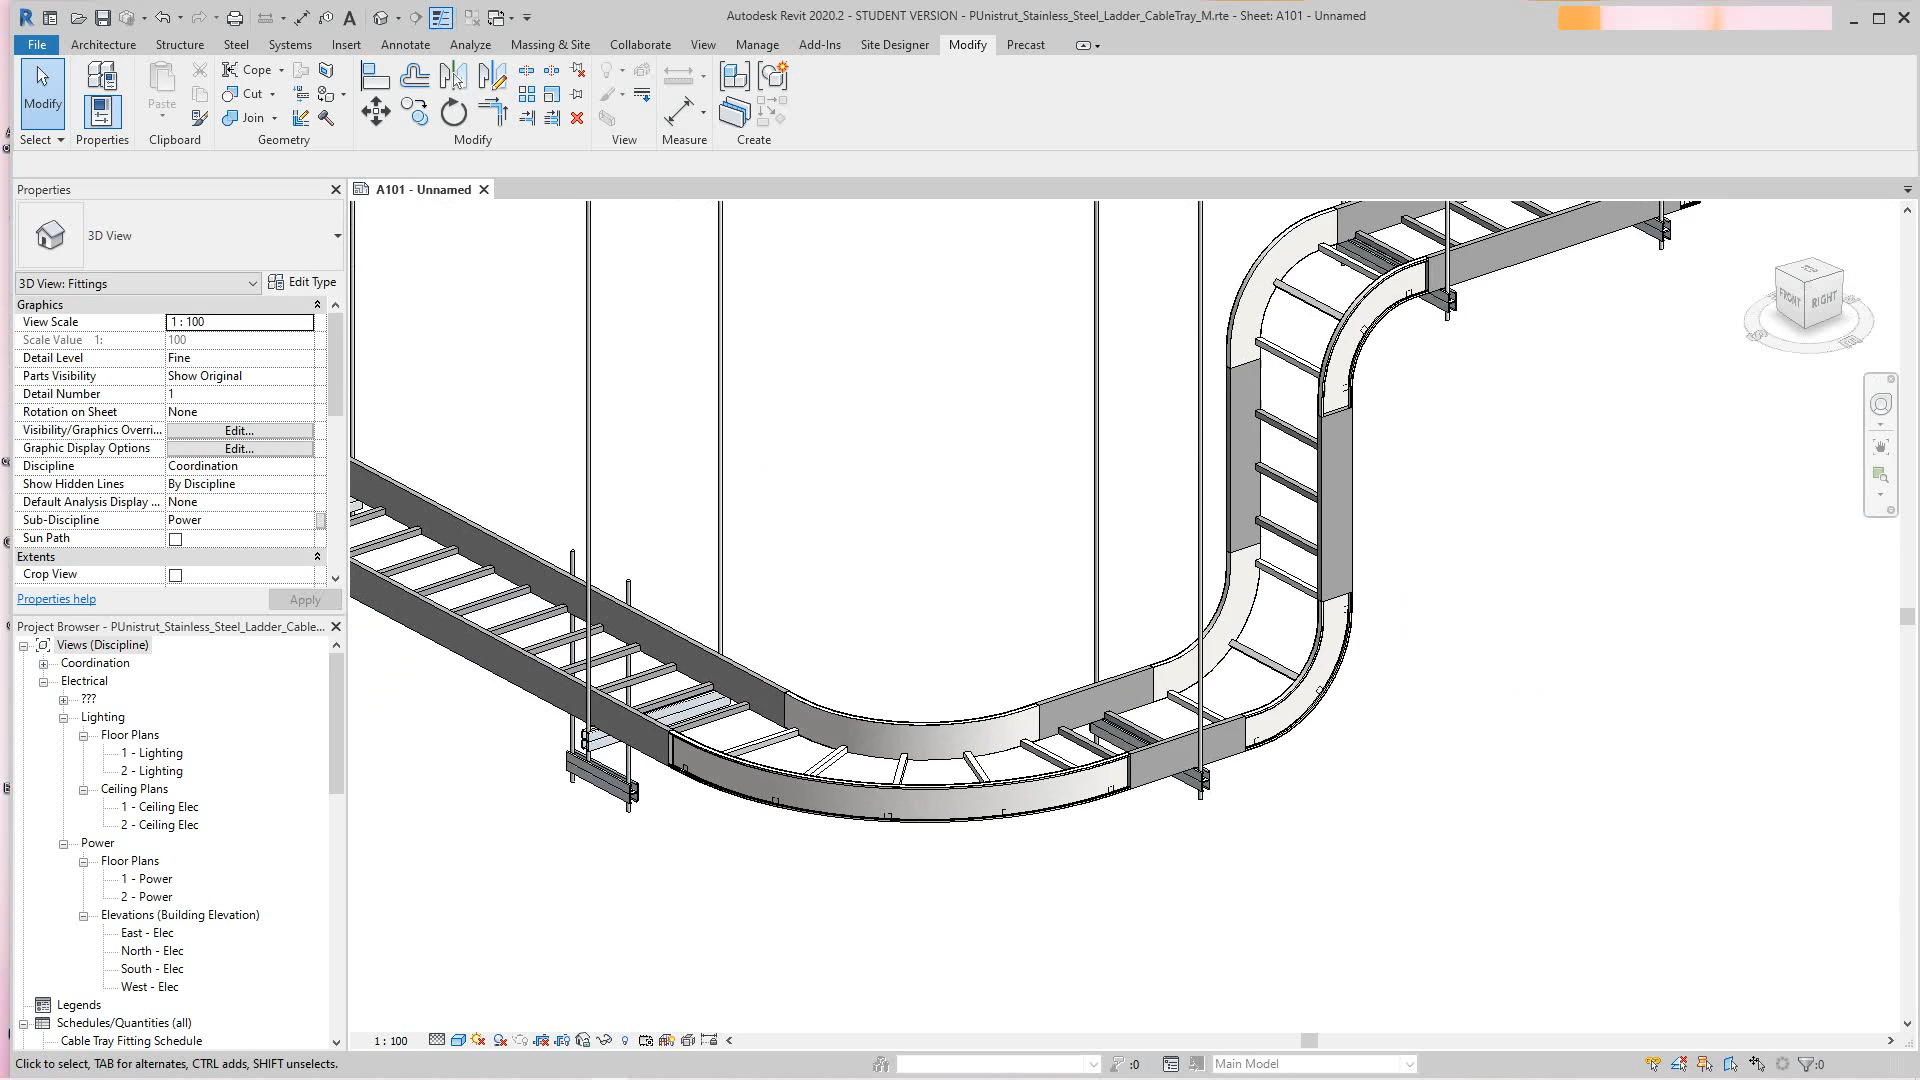 Autodesk Revit 2020.2 - STUDENT VERSION - PUnistrut_Stainless_Steel_Ladder_CableTray_M.rte - Sheet: A101 - Unnamed
File Architecture Structure Steel Systems Insert Annotate Analyze Massing & Site Collaborate View Manage Add-Ins Site Designer Modify Precast
Modify
Paste
Cope
Cut
Join
Select Properties Clipboard Geometry Modify View Measure Create
Properties
A101 - Unnamed
3D View
3D View: Fittings
Edit Type
Graphics
View Scale 1 : 100
Scale Value 1: 100
Detail Level Fine
Parts Visibility Show Original
Detail Number 1
Rotation on Sheet None
Visibility/Graphics Overri... Edit...
Graphic Display Options Edit...
Discipline Coordination
Show Hidden Lines By Discipline
Default Analysis Display ... None
Sub-Discipline Power
Sun Path
Extents
Crop View
Properties help
Apply
Project Browser - PUnistrut_Stainless_Steel_Ladder_Cable...
Views (Discipline)
Coordination
Electrical
???
Lighting
Floor Plans
1 - Lighting
2 - Lighting
Ceiling Plans
1 - Ceiling Elec
2 - Ceiling Elec
Power
Floor Plans
1 - Power
2 - Power
Elevations (Building Elevation)
East - Elec
North - Elec
South - Elec
West - Elec
Legends
Schedules/Quantities (all)
Cable Tray Fitting Schedule
TOP
FRONT
RIGHT
1 : 100
Click to select, TAB for alternates, CTRL adds, SHIFT unselects.
:0
Main Model
:0